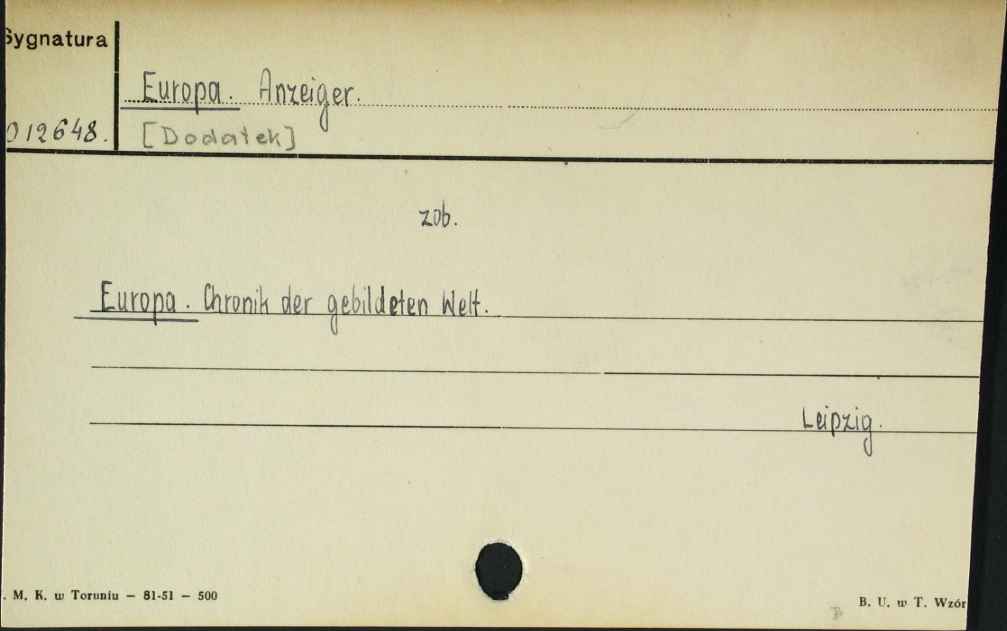 Sygnatura
Europa. Anzeiger.
012648. [Dodatek]
zob.
Europa. Chronik der gebildeten Welt.
Leipzig.
. M. K. w Toruniu — 81-51 — 500
B. U. w T. Wzór